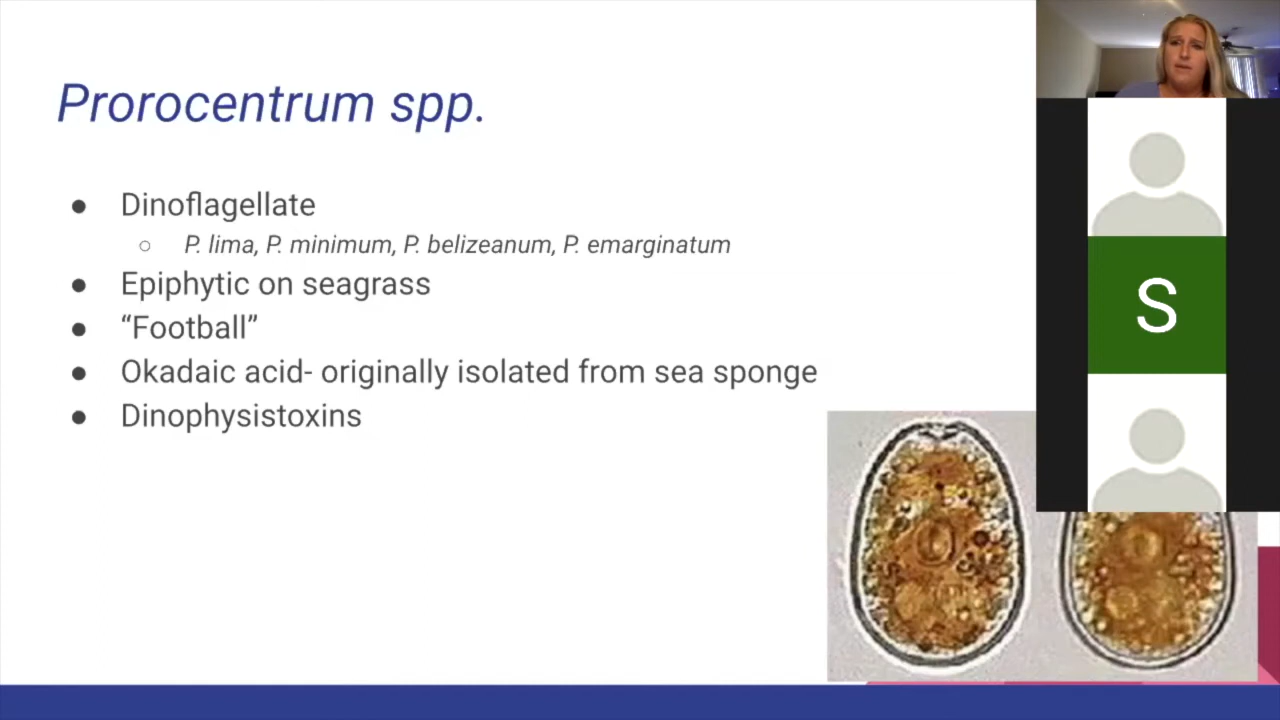 Prorocentrum spp.
● Dinoflagellate
○ P. lima, P. minimum, P. belizeanum, P. emarginatum
● Epiphytic on seagrass
● “Football”
● Okadaic acid- originally isolated from sea sponge
● Dinophysistoxins
S